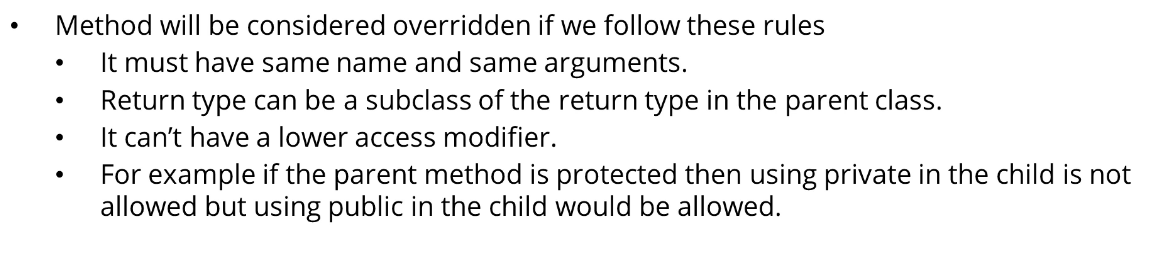 • Method will be considered overridden if we follow these rules
• It must have same name and same arguments.
• Return type can be a subclass of the return type in the parent class.
• It can’t have a lower access modifier.
• For example if the parent method is protected then using private in the child is not
allowed but using public in the child would be allowed.